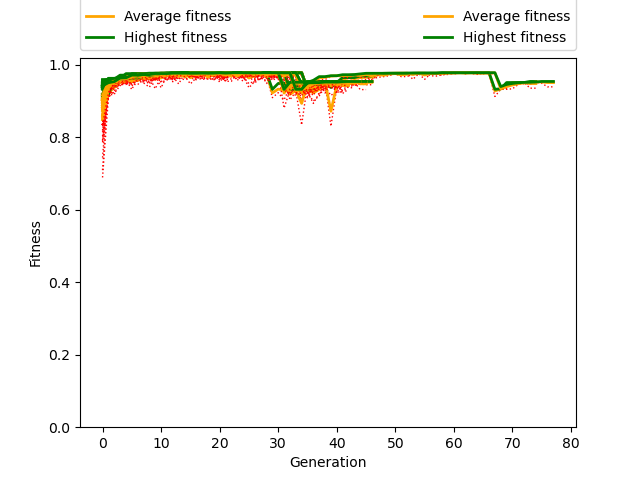 Average fitness Average fitness
Highest fitness Highest fitness
1.0
0.8
0.6
0.4
0.2
0.0
Fitness
0 10 20 30 40 50 60 70 80
Generation